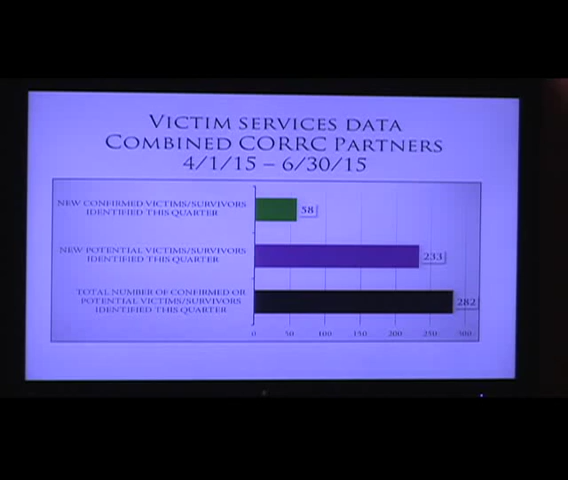 VICTIM SERVICES DATA
COMBINED CORRC PARTNERS
4/1/15 – 6/30/15
NEW CONFIRMED VICTIMS/SURVIVORS
IDENTIFIED THIS QUARTER
58
NEW POTENTIAL VICTIMS/SURVIVORS
IDENTIFIED THIS QUARTER
233
TOTAL NUMBER OF CONFIRMED OR
POTENTIAL VICTIMS/SURVIVORS
IDENTIFIED THIS QUARTER
282
0 50 100 150 200 250 300